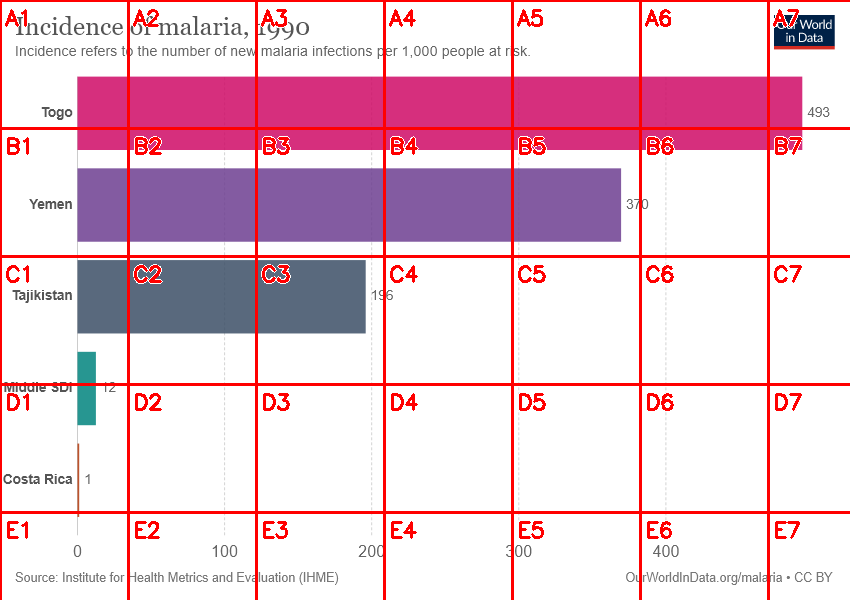 Incidence of malaria, 1990
Our World
in Data
Incidence refers to the number of new malaria infections per 1,000 people at risk.
Togo 493
Yemen 370
Tajikistan 196
Middle SDI 12
Costa Rica 1
0 100 200 300 400
Source: Institute for Health Metrics and Evaluation (IHME)
OurWorldInData.org/malaria • CC BY
A1 A2 A3 A4 A5 A6 A7
B1 B2 B3 B4 B5 B6 B7
C1 C2 C3 C4 C5 C6 C7
D1 D2 D3 D4 D5 D6 D7
E1 E2 E3 E4 E5 E6 E7